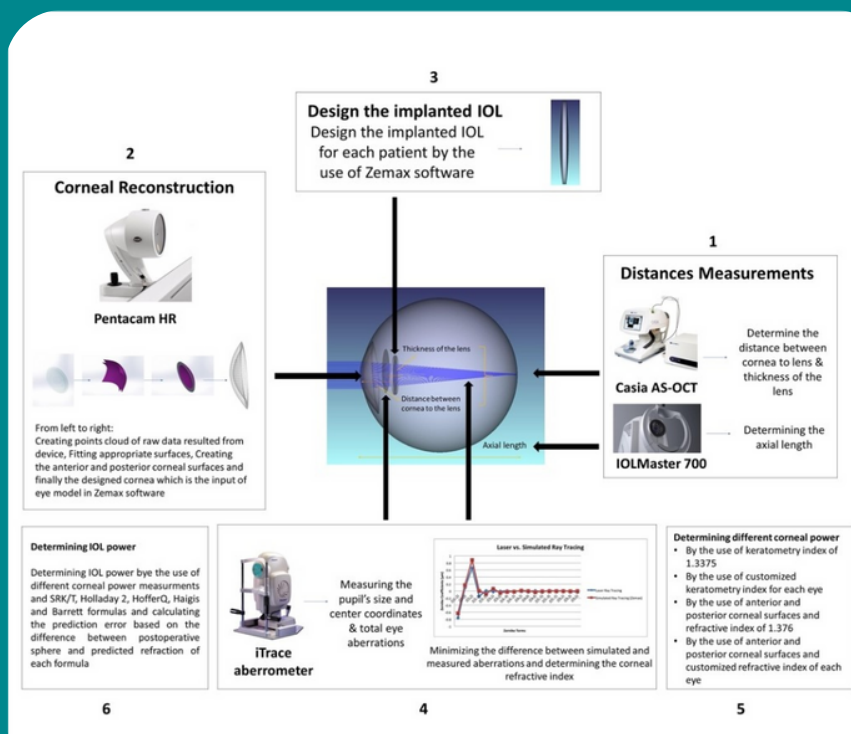 3
Design the implanted IOL
Design the implanted IOL
for each patient by the
use of Zemax software
2
Corneal Reconstruction
Pentacam HR
From left to right:
Creating points cloud of raw data resulted from
device, Fitting appropriate surfaces, Creating
the anterior and posterior corneal surfaces and
finally the designed cornea which is the input of
eye model in Zemax software
Thickness of the lens
Distance between
cornea to the lens
Axial length
1
Distances Measurements
Casia AS-OCT
Determine the
distance between
cornea to lens &
thickness of the
lens
IOLMaster 700
Determining the
axial length
Determining IOL power
Determining IOL power bye the use of
different corneal power measurments
and SRK/T, Holladay 2, HofferQ, Haigis
and Barrett formulas and calculating
the prediction error based on the
difference between postoperative
sphere and predicted refraction of
each formula
6
iTrace
aberrometer
Measuring the
pupil's size and
center coordinates
& total eye
aberrations
Laser vs. Simulated Ray Tracing
Minimizing the difference between simulated and
measured aberrations and determining the corneal
refractive index
4
Determining different corneal power
• By the use of keratometry index of
1.3375
• By the use of customized
keratometry index for each eye
• By the use of anterior and
posterior corneal surfaces and
refractive index of 1.376
• By the use of anterior and
posterior corneal surfaces and
customized refractive index of each
eye
5